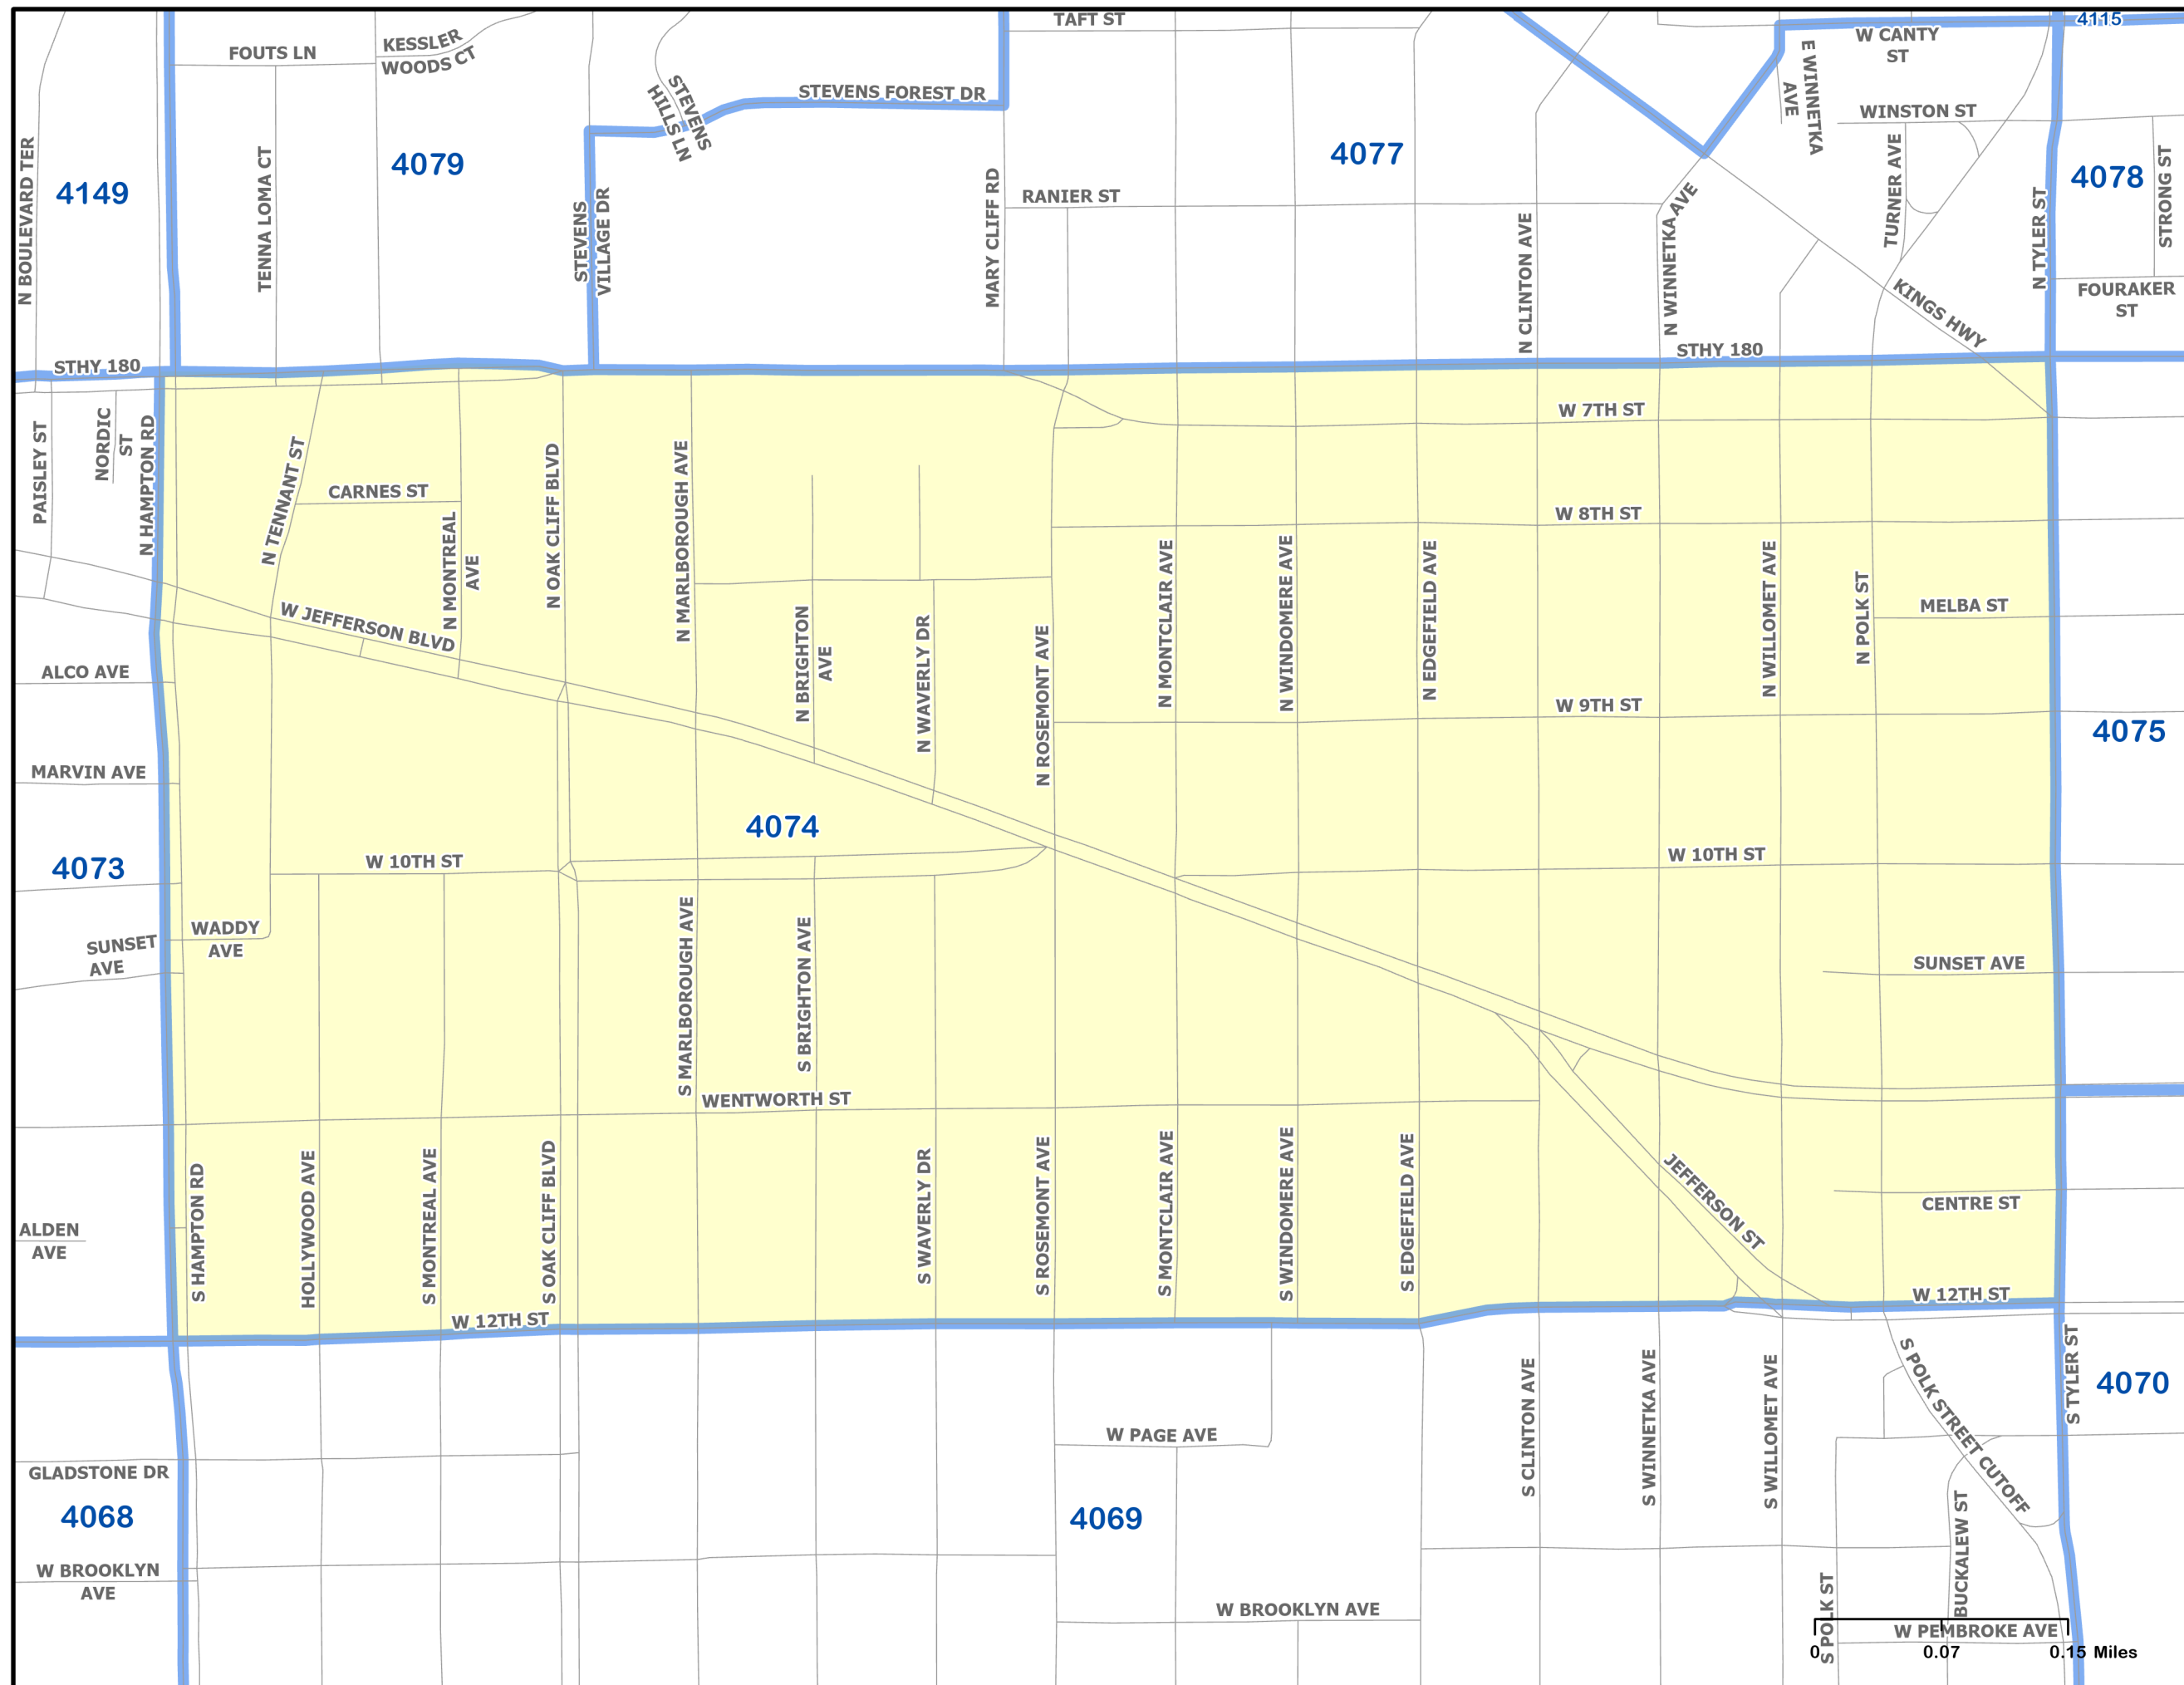 TAFT ST
4115
W CANTY
ST
KESSLER
WOODS CT
FOUTS LN
E WINNETKA
AVE
STEVENS
HILLS LN
STEVENS FOREST DR
WINSTON ST
N BOULEVARD TER
4149
TENNA LOMA CT
4079
STEVENS
VILLAGE DR
MARY CLIFF RD
RANIER ST
4077
N CLINTON AVE
N WINNETKA AVE
TURNER AVE
N TYLER ST
4078
STRONG ST
FOURAKER
ST
KINGS HWY
STHY 180
STHY 180
PAISLEY ST
NORDIC
ST
N HAMPTON RD
N TENNANT ST
CARNES ST
N MONTREAL
AVE
N OAK CLIFF BLVD
N MARLBOROUGH AVE
W 7TH ST
W 8TH ST
N BRIGHTON
AVE
N WAVERLY DR
N ROSEMONT AVE
N MONTCLAIR AVE
N WINDOMERE AVE
N EDGEFIELD AVE
N WILLOMET AVE
N POLK ST
MELBA ST
W JEFFERSON BLVD
ALCO AVE
W 9TH ST
4075
MARVIN AVE
4074
4073
W 10TH ST
W 10TH ST
WADDY
AVE
SUNSET
AVE
SUNSET AVE
S MARLBOROUGH AVE
S BRIGHTON AVE
WENTWORTH ST
S HAMPTON RD
HOLLYWOOD AVE
S MONTREAL AVE
S OAK CLIFF BLVD
S WAVERLY DR
S ROSEMONT AVE
S MONTCLAIR AVE
S WINDOMERE AVE
S EDGEFIELD AVE
JEFFERSON ST
CENTRE ST
ALDEN
AVE
W 12TH ST
W 12TH ST
S TYLER ST
4070
S CLINTON AVE
S WINNETKA AVE
S WILLOMET AVE
S POLK STREET CUTOFF
W PAGE AVE
GLADSTONE DR
4068
4069
BUCKALEW ST
W BROOKLYN
AVE
W BROOKLYN AVE
S POLK ST
W PEMBROKE AVE
0 0.07 0.15 Miles